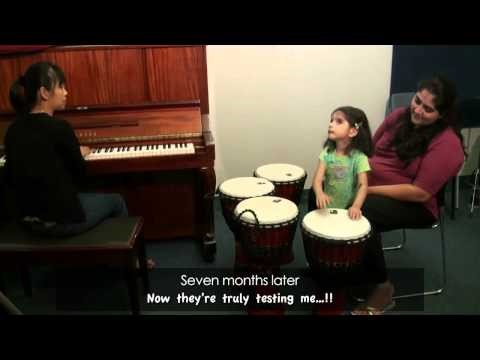 Seven months later
Now they're truly testing me...!!